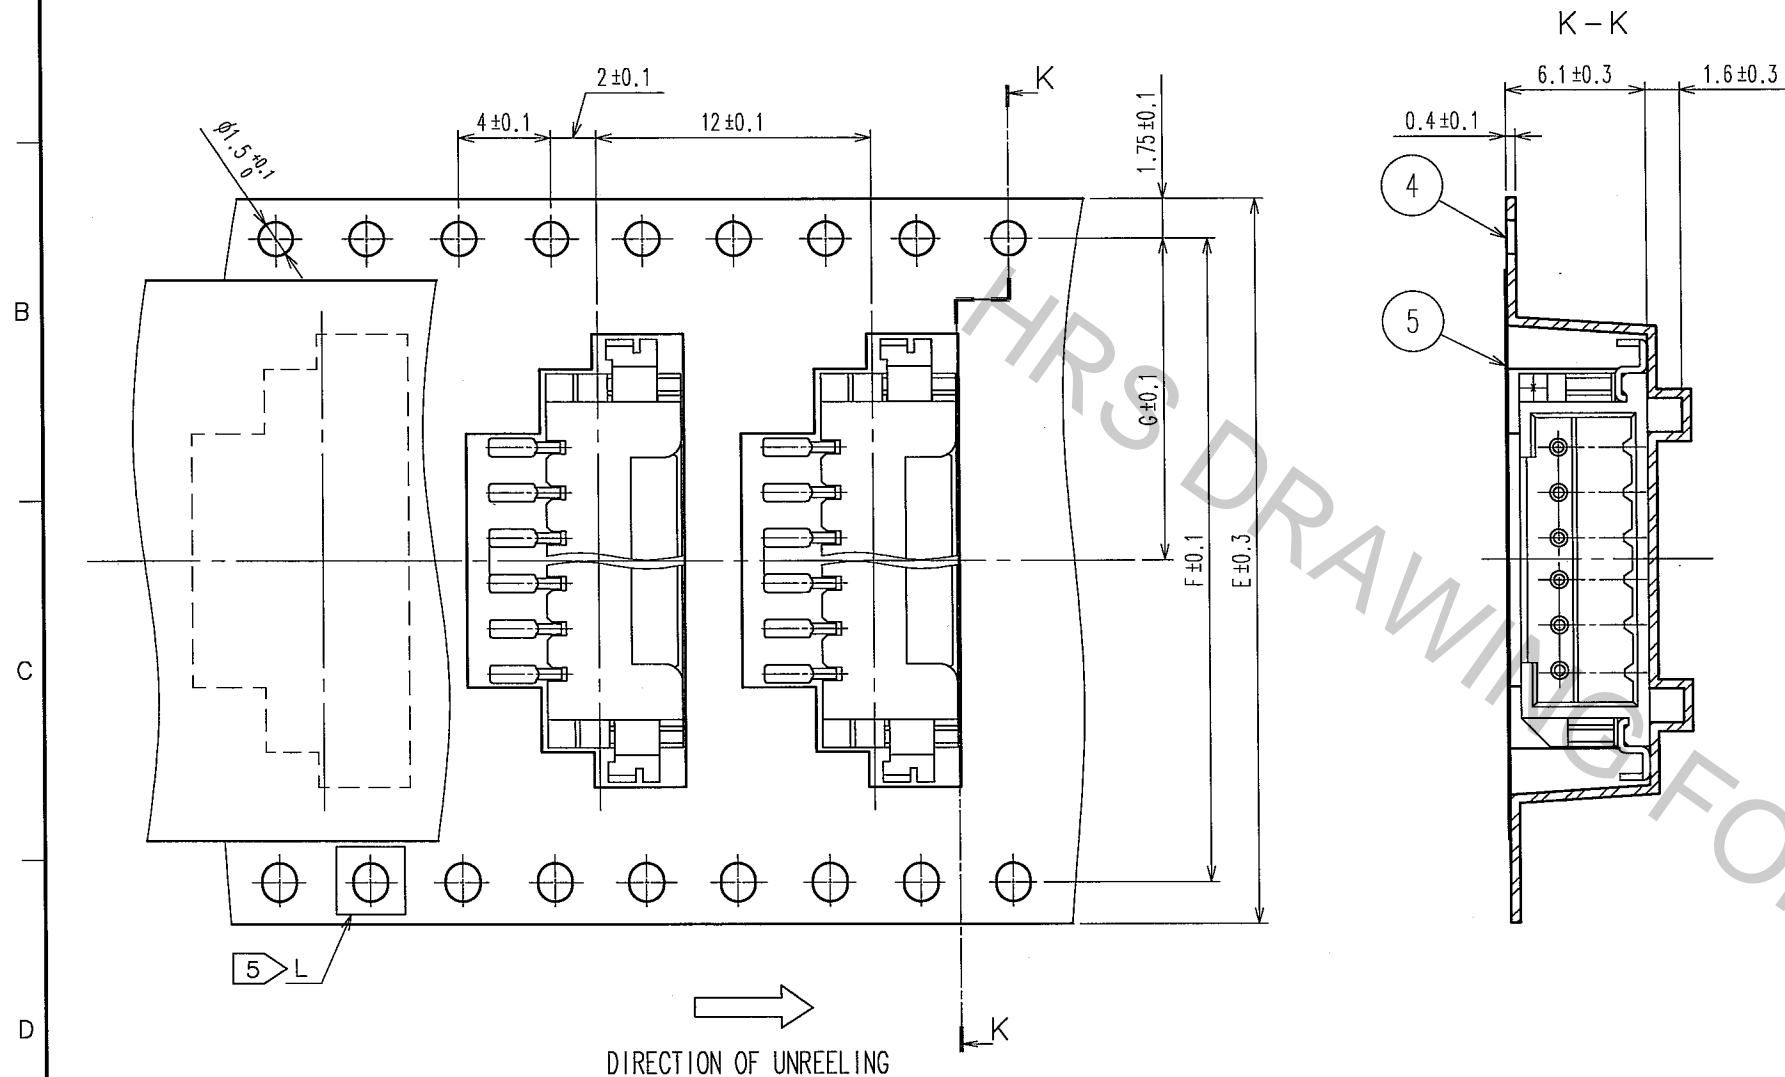 K-K
2±0.1
K
6.1±0.3
1.6±0.3
4±0.1
12±0.1
1.75±0.1
0.4±0.1
φ1.5 +0.1 0
4
B
5
G±0.1
F±0.1
E±0.3
HRS DRAWING FO
C
5 L
D
K
DIRECTION OF UNREELING